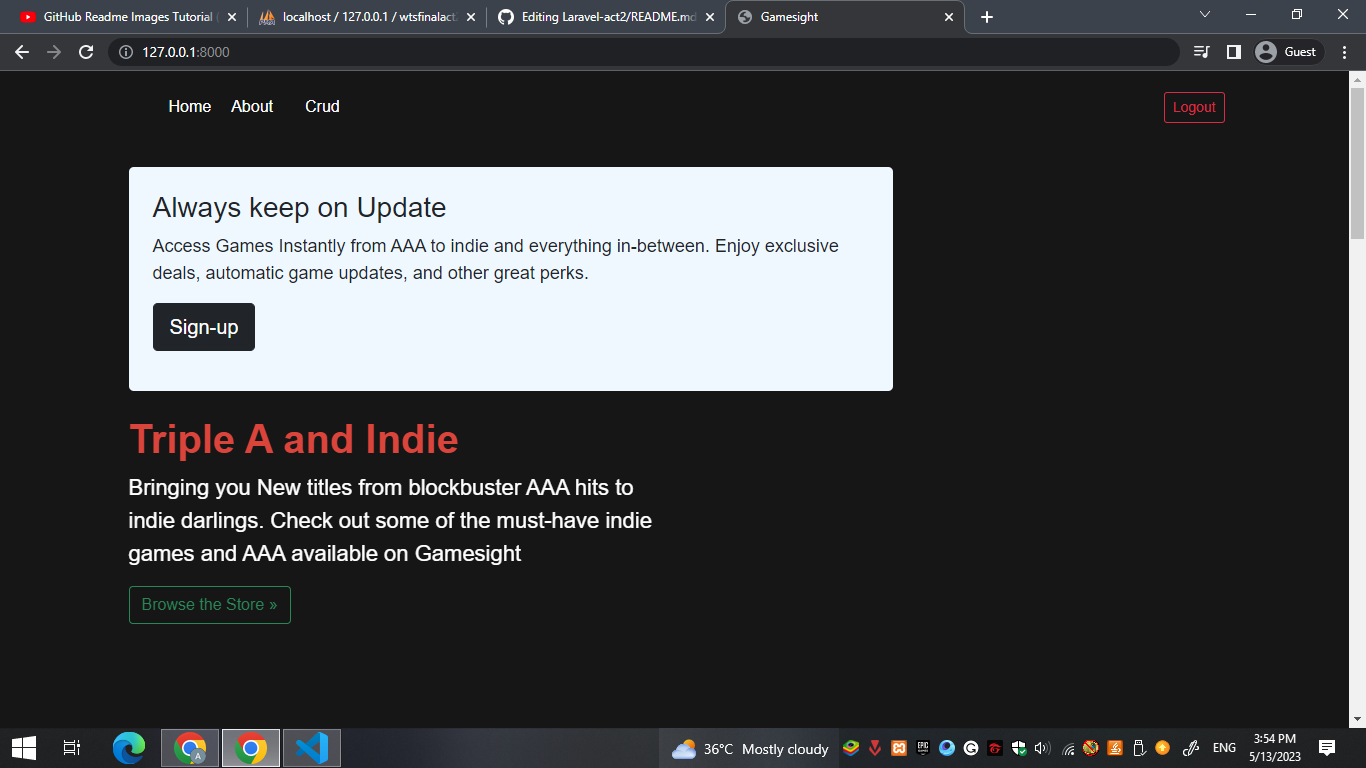 GitHub Readme Images Tutorial
localhost / 127.0.0.1 / wtsfinalact
Editing Laravel-act2/README.md
Gamesight
127.0.0.1:8000
Guest
Home About Crud Logout
Always keep on Update
Access Games Instantly from AAA to indie and everything in-between. Enjoy exclusive
deals, automatic game updates, and other great perks.
Sign-up
Triple A and Indie
Bringing you New titles from blockbuster AAA hits to
indie darlings. Check out some of the must-have indie
games and AAA available on Gamesight
Browse the Store »
36°C Mostly cloudy
ENG
3:54 PM
5/13/2023